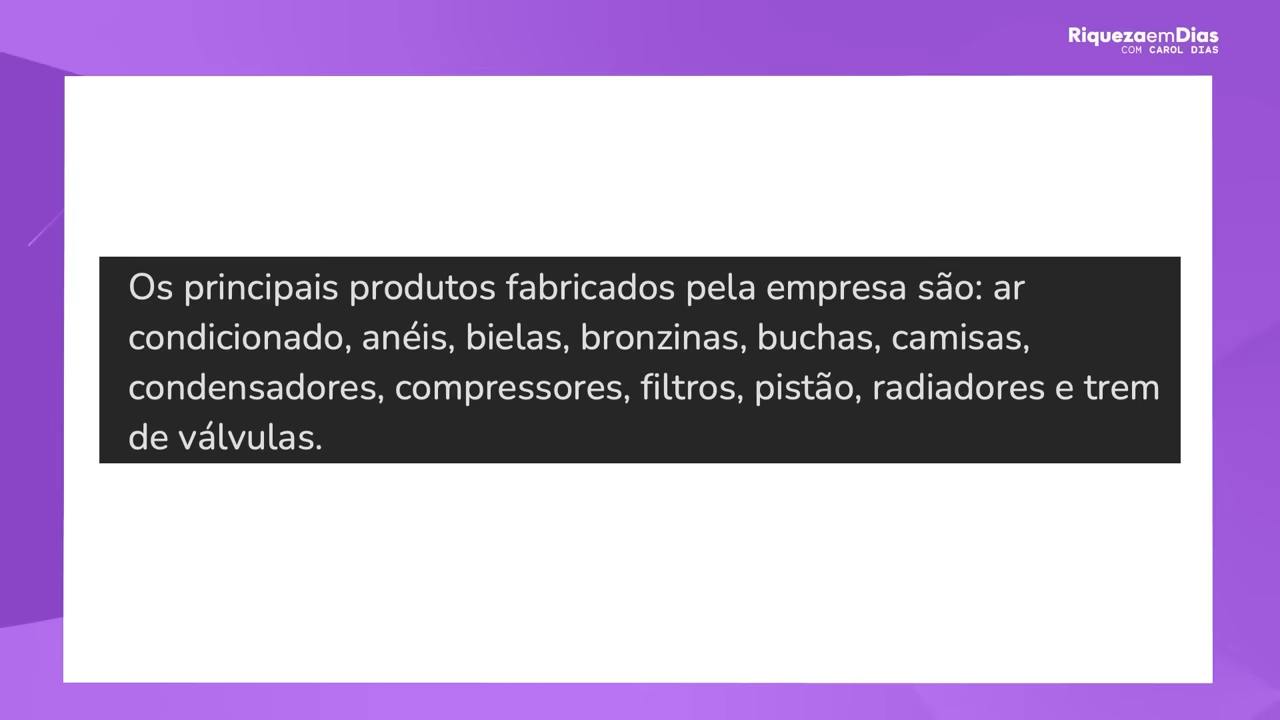 RiquezaemDias
COM CAROL DIAS
Os principais produtos fabricados pela empresa são: ar
condicionado, anéis, bielas, bronzinas, buchas, camisas,
condensadores, compressores, filtros, pistão, radiadores e trem
de válvulas.